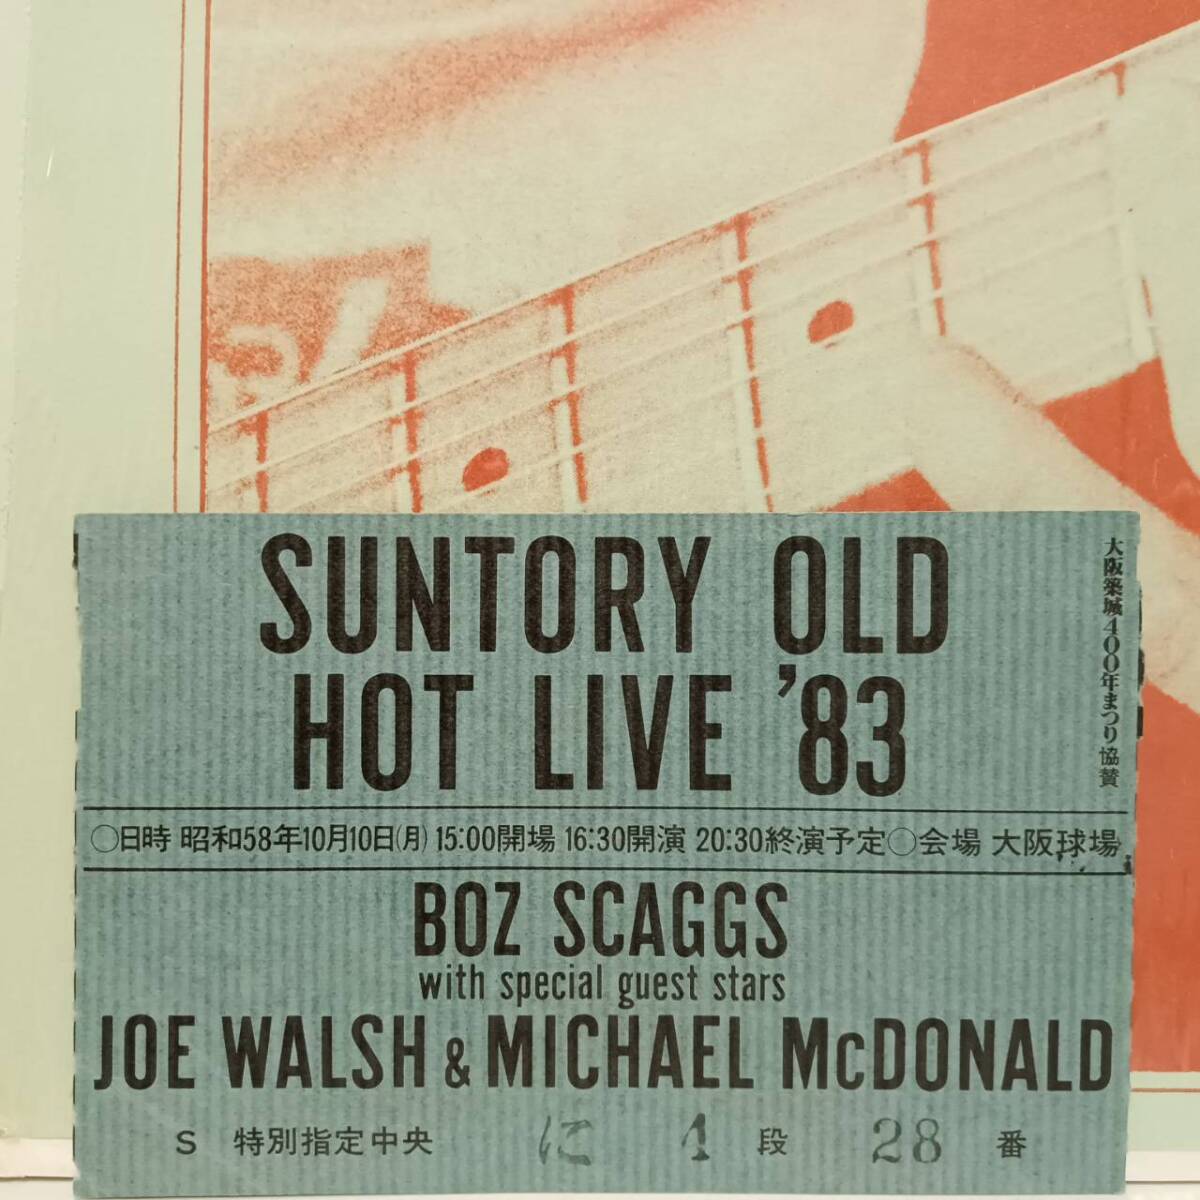 SUNTORY OLD
HOT LIVE '83
大阪築城400年まつり協賛
○日時 昭和58年10月10日(月) 15:00開場 16:30開演 20:30終演予定○会場 大阪球場
BOZ SCAGGS
with special guest stars
JOE WALSH & MICHAEL McDONALD
S 特別指定中央 に 1 段 28 番